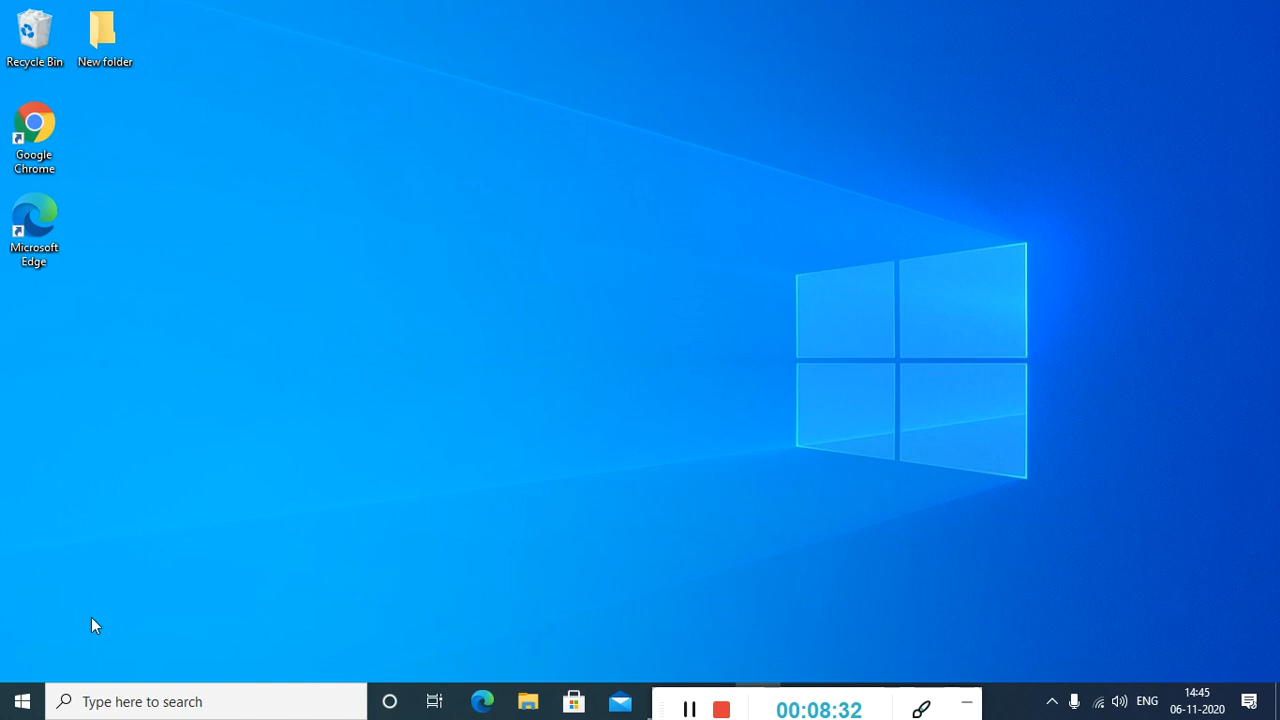 Recycle Bin
New folder
Google
Chrome
Microsoft
Edge
Type here to search
00:08:32
ENG
14:45
06-11-2020